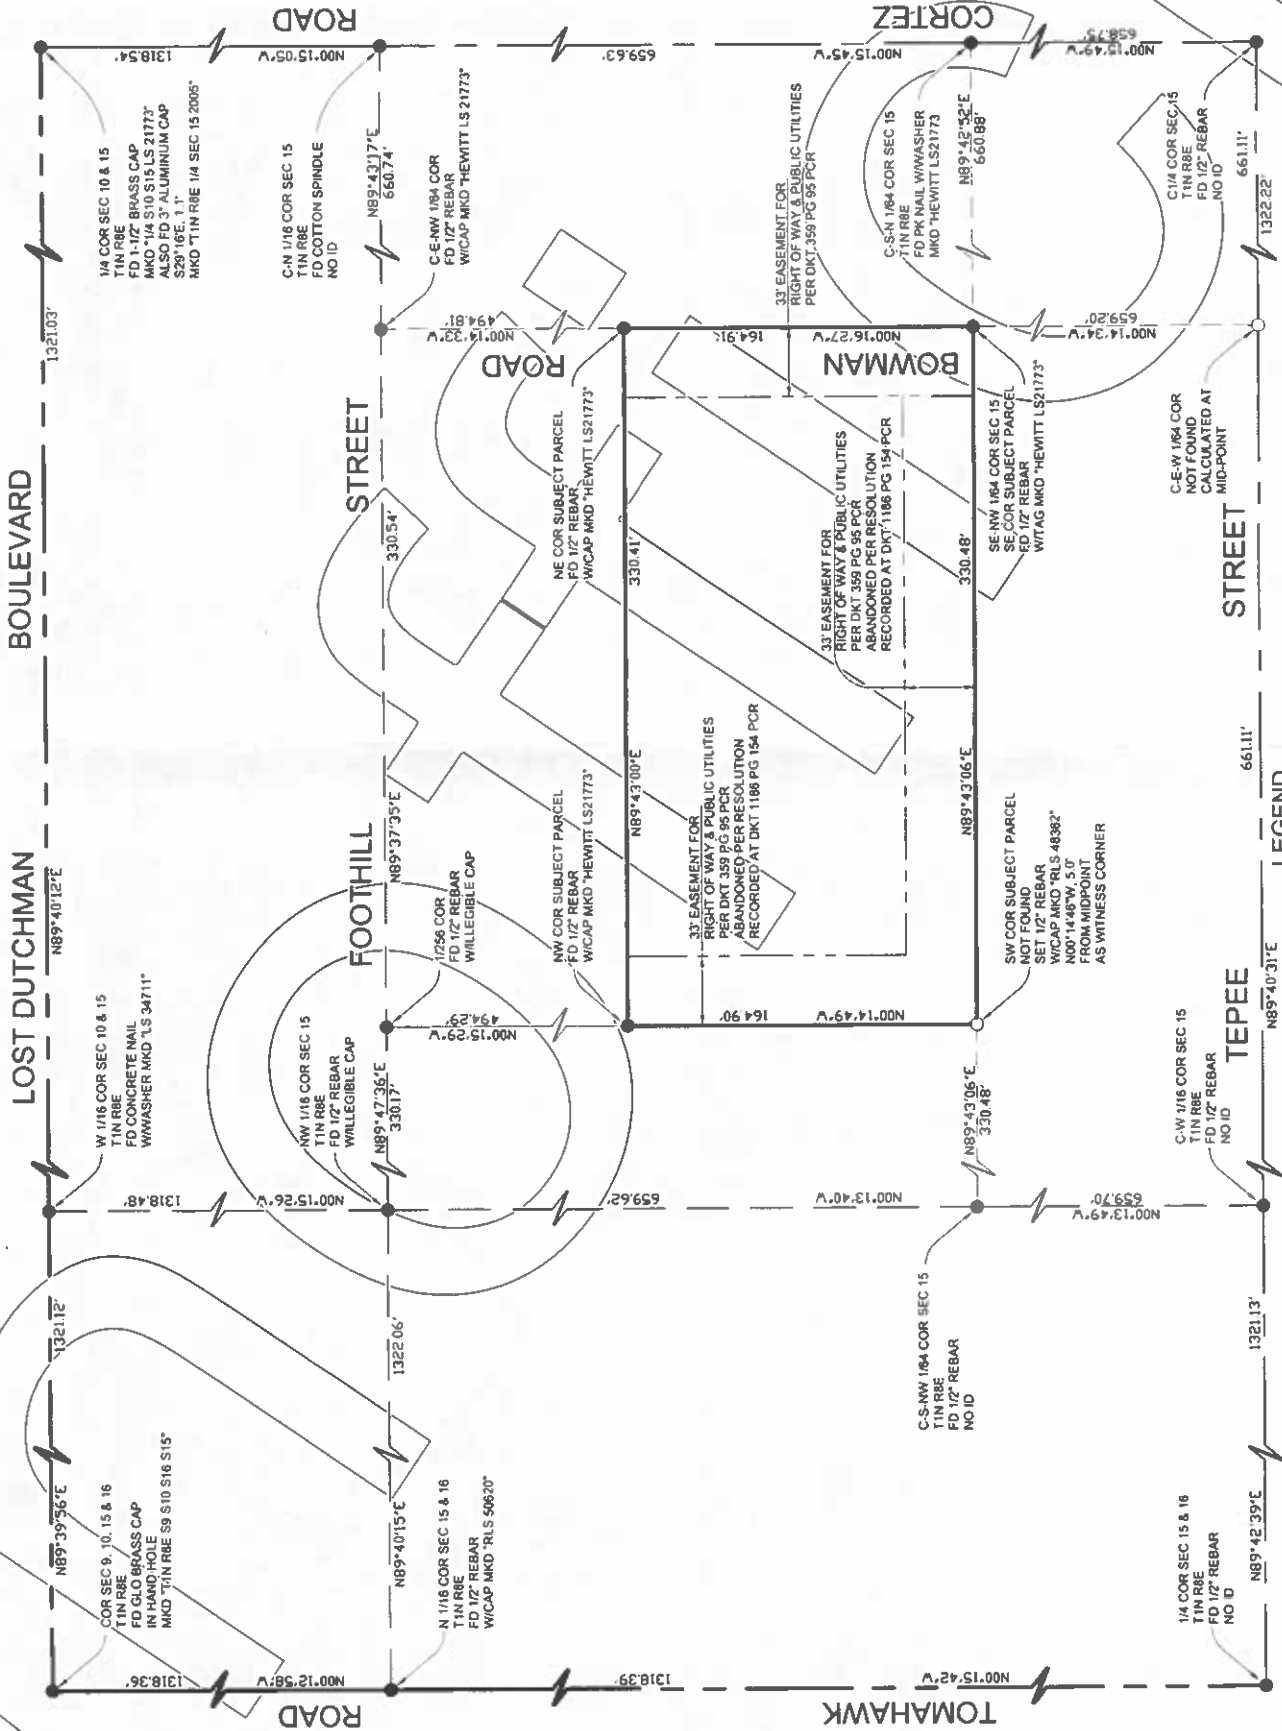 LOST DUTCHMAN
BOULEVARD
N89°39'56"E
1321.12'
N89°40'12"E
1321.03'
COR SEC 9, 10, 15 & 16
T1N R8E
FD GLO BRASS CAP
IN HAND HOLE
MKD "T1N R8E S9 S10 S16 S15"
W 1/16 COR SEC 10 & 15
T1N R8E
FD CONCRETE NAIL
W/WASHER MKD "LS 34711"
1/4 COR SEC 10 & 15
T1N R8E
FD 1-1/2" BRASS CAP
MKD "1/4 S10 S15 LS 21773"
ALSO FD 3" ALUMINUM CAP
S29°16'E, 1.1'
MKD "T1N R8E 1/4 SEC 15 2005"
ROAD
N00°12'58"W
1318.36'
N00°15'26"W
1318.48'
N00°15'05"W
1318.54'
ROAD
C-N 1/16 COR SEC 15
T1N R8E
FD COTTON SPINDLE
NO ID
NW 1/16 COR SEC 15
T1N R8E
FD 1/2" REBAR
W/ILLEGIBLE CAP
FOOTHILL
STREET
N89°40'15"E
1322.06'
N89°47'36"E
330.17'
N89°37'35"E
330.54'
N89°43'17"E
660.74'
N 1/16 COR SEC 15 & 16
T1N R8E
FD 1/2" REBAR
W/CAP MKD "RLS 50620"
1/256 COR
FD 1/2" REBAR
W/ILLEGIBLE CAP
C-E-NW 1/64 COR
FD 1/2" REBAR
W/CAP MKD "HEWITT LS 21773"
N00°15'29"W
494.29'
N00°14'33"W
494.81'
ROAD
NW COR SUBJECT PARCEL
FD 1/2" REBAR
W/CAP MKD "HEWITT LS21773"
NE COR SUBJECT PARCEL
FD 1/2" REBAR
W/CAP MKD "HEWITT LS21773"
N89°43'00"E
330.41'
33' EASEMENT FOR
RIGHT OF WAY & PUBLIC UTILITIES
PER DKT 359 PG 95 PCR
ABANDONED PER RESOLUTION
RECORDED AT DKT 1186 PG 154 PCR
33' EASEMENT FOR
RIGHT OF WAY & PUBLIC UTILITIES
PER DKT 359 PG 95 PCR
33' EASEMENT FOR
RIGHT OF WAY & PUBLIC UTILITIES
PER DKT 359 PG 95 PCR
ABANDONED PER RESOLUTION
RECORDED AT DKT 1186 PG 154 PCR
N00°14'49"W
164.90'
N00°16'27"W
164.91'
BOWMAN
N00°15'42"W
1318.39'
TOMAHAWK
N00°13'40"W
659.62'
N00°15'45"W
659.63'
CORTEZ
C-S-N 1/64 COR SEC 15
T1N R8E
FD PK NAIL W/WASHER
MKD "HEWITT LS21773
N89°43'06"E
330.48'
N89°43'06"E
330.48'
N89°42'52"E
660.88'
C-S-NW 1/64 COR SEC 15
T1N R8E
FD 1/2" REBAR
NO ID
SW COR SUBJECT PARCEL
NOT FOUND
SET 1/2" REBAR
W/CAP MKD "RLS 48362"
N00°14'46"W, 5.0'
FROM MIDPOINT
AS WITNESS CORNER
SE-NW 1/64 COR SEC 15
SE COR SUBJECT PARCEL
FD 1/2" REBAR
W/TAG MKD "HEWITT LS21773"
N00°13'49"W
659.70'
N00°14'34"W
659.20'
N00°15'49"W
658.75'
1/4 COR SEC 15 & 16
T1N R8E
FD 1/2" REBAR
NO ID
C-W 1/16 COR SEC 15
T1N R8E
FD 1/2" REBAR
NO ID
C-E-W 1/64 COR
NOT FOUND
CALCULATED AT
MID-POINT
C1/4 COR SEC 15
T1N R8E
FD 1/2" REBAR
NO ID
TEPEE
STREET
N89°42'39"E
1321.13'
661.11'
661.11'
N89°40'31"E
1322.22'
LEGEND